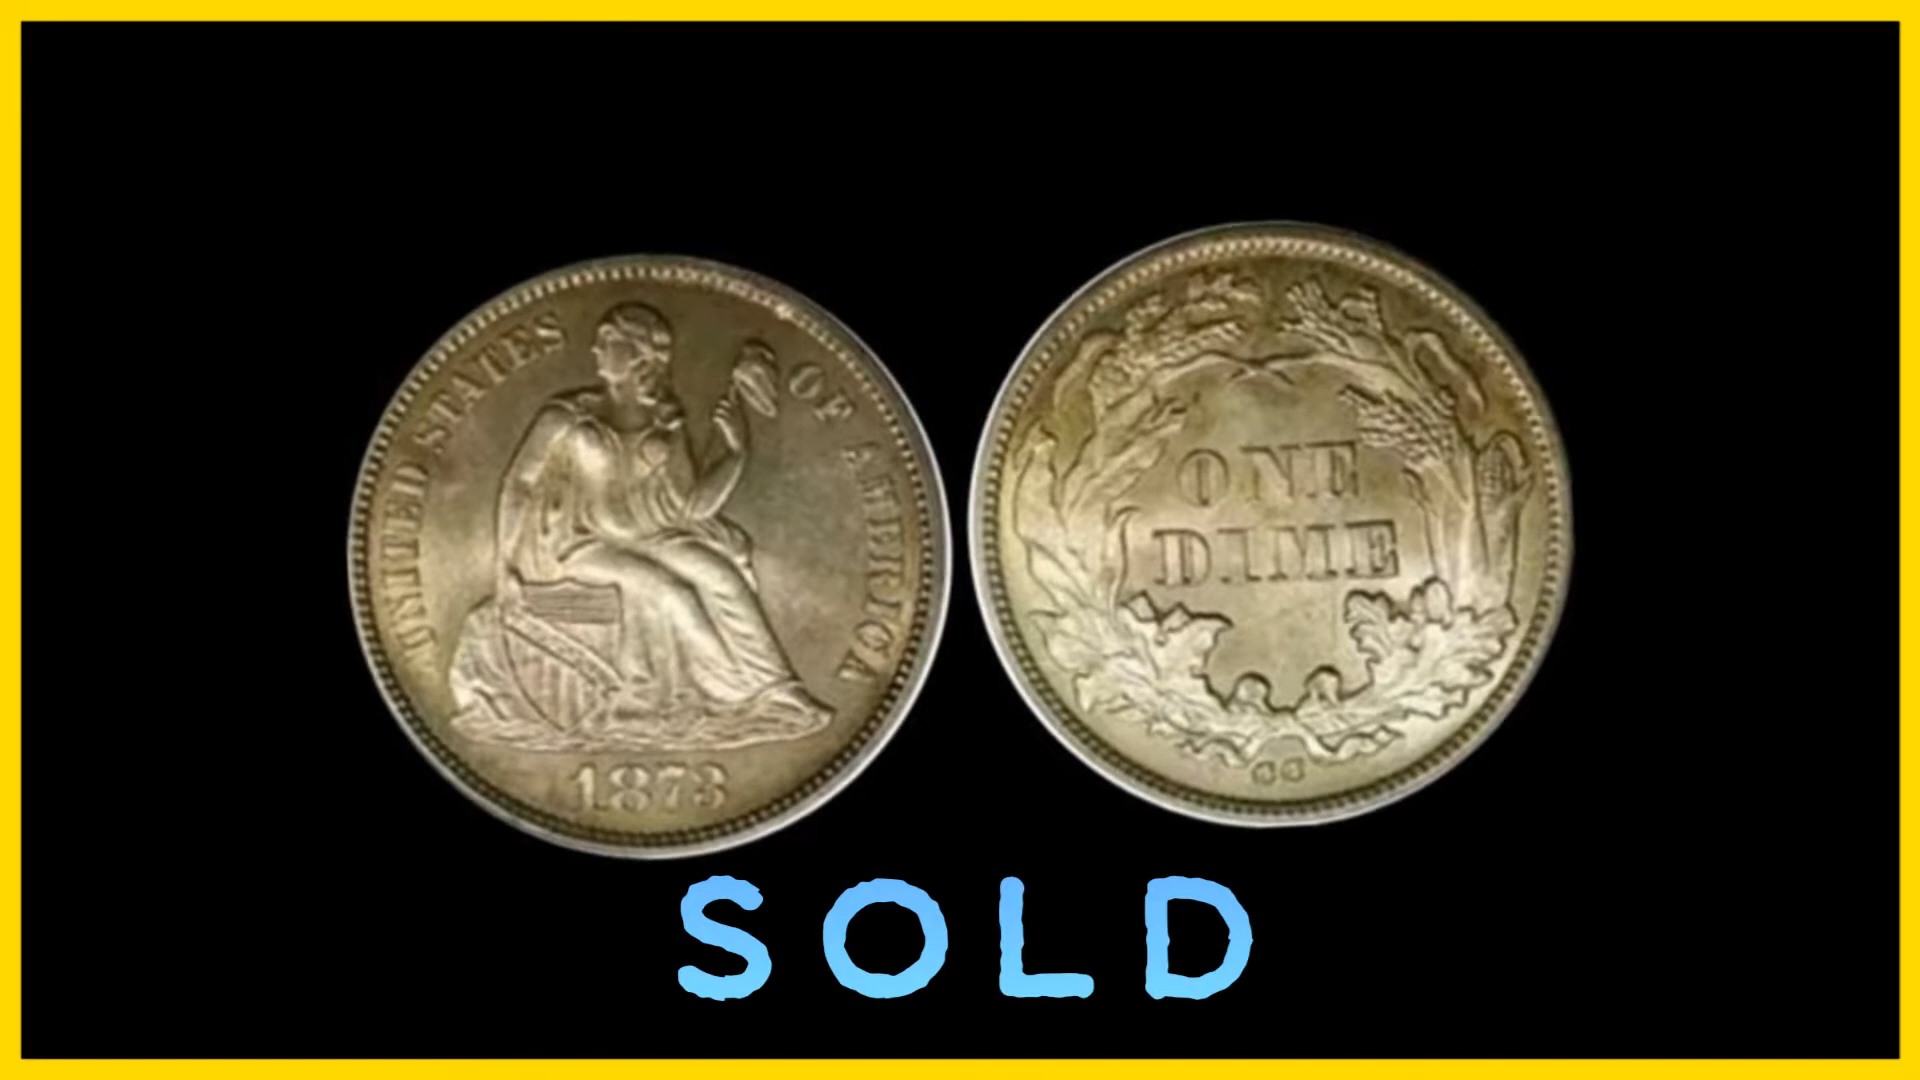 UNITED STATES OF AMERICA
1873
ONE
DIME
CC
SOLD